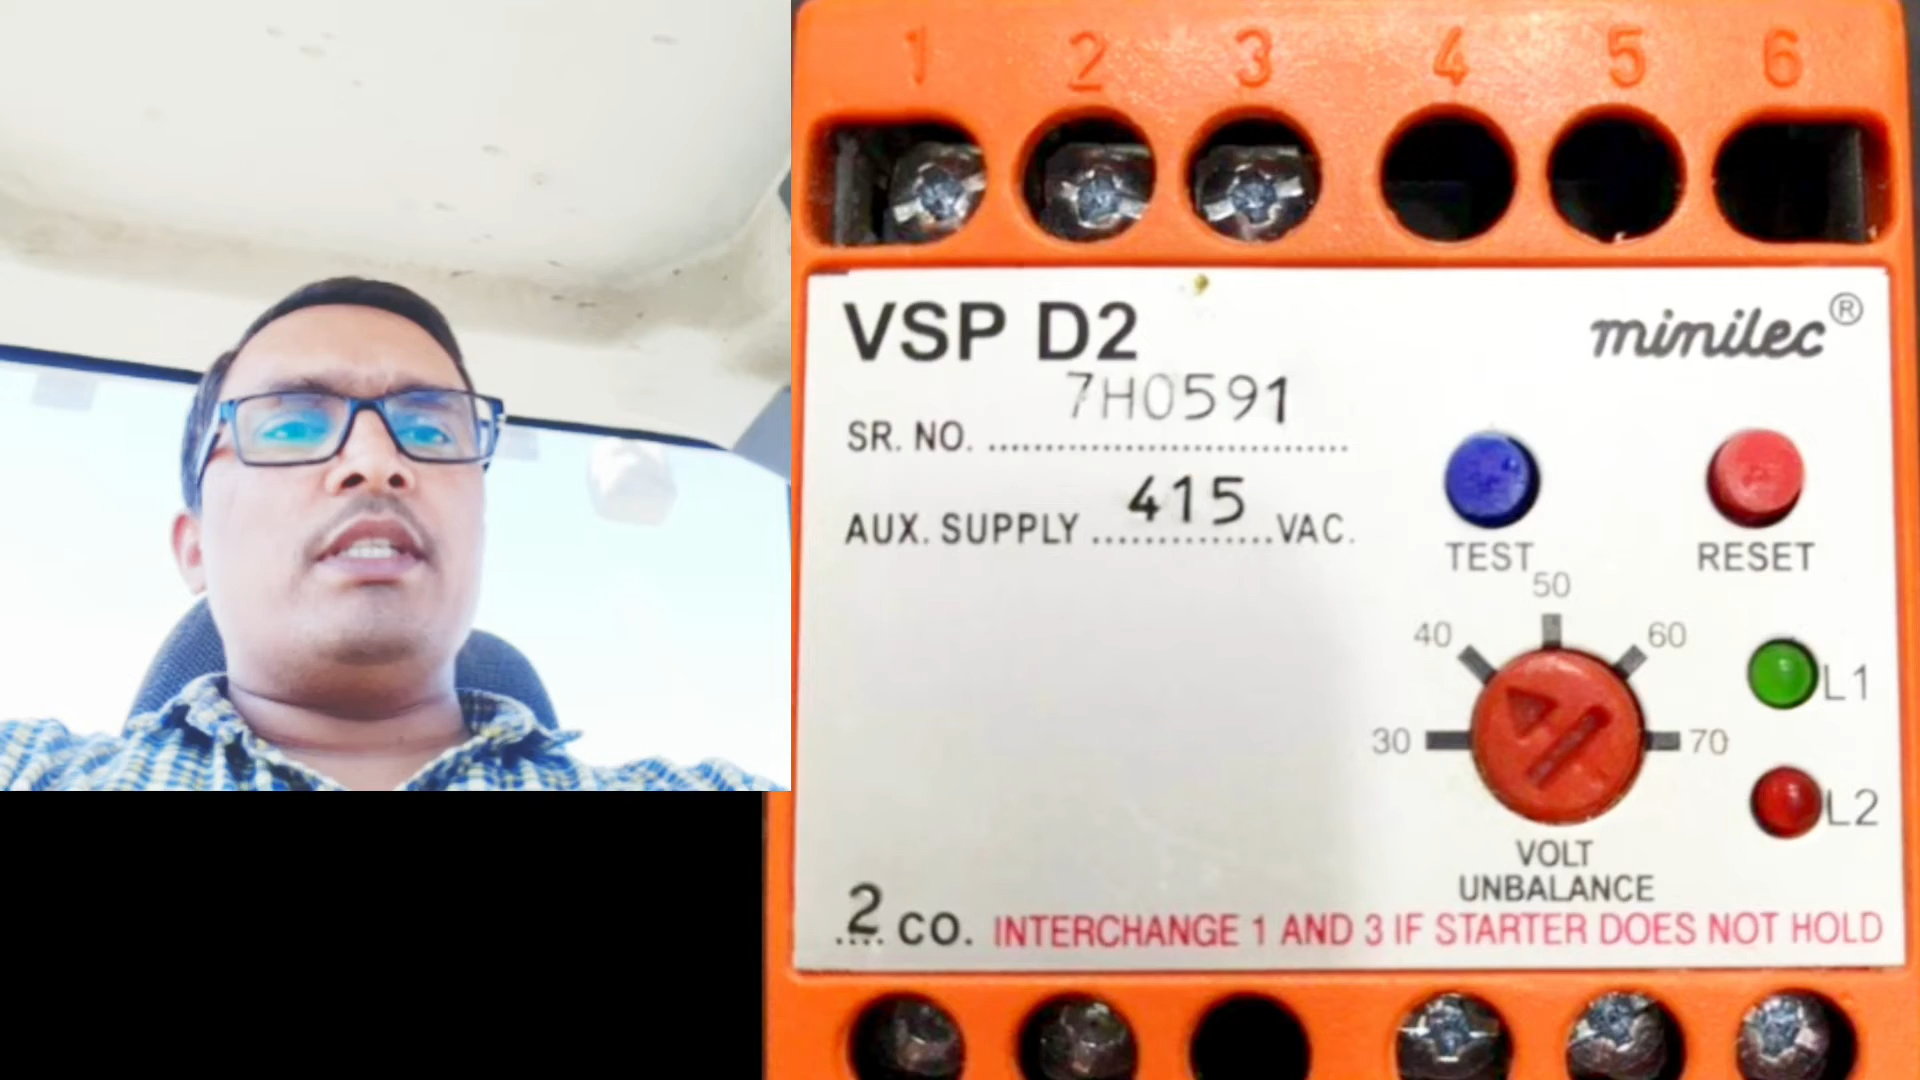 1 2 3 4 5 6
VSP D2
minilec®
7H0591
SR. NO. ....................................
415
AUX. SUPPLY ..............VAC.
TEST
RESET
50
40
60
L1
30
70
L2
VOLT
UNBALANCE
2 CO. INTERCHANGE 1 AND 3 IF STARTER DOES NOT HOLD